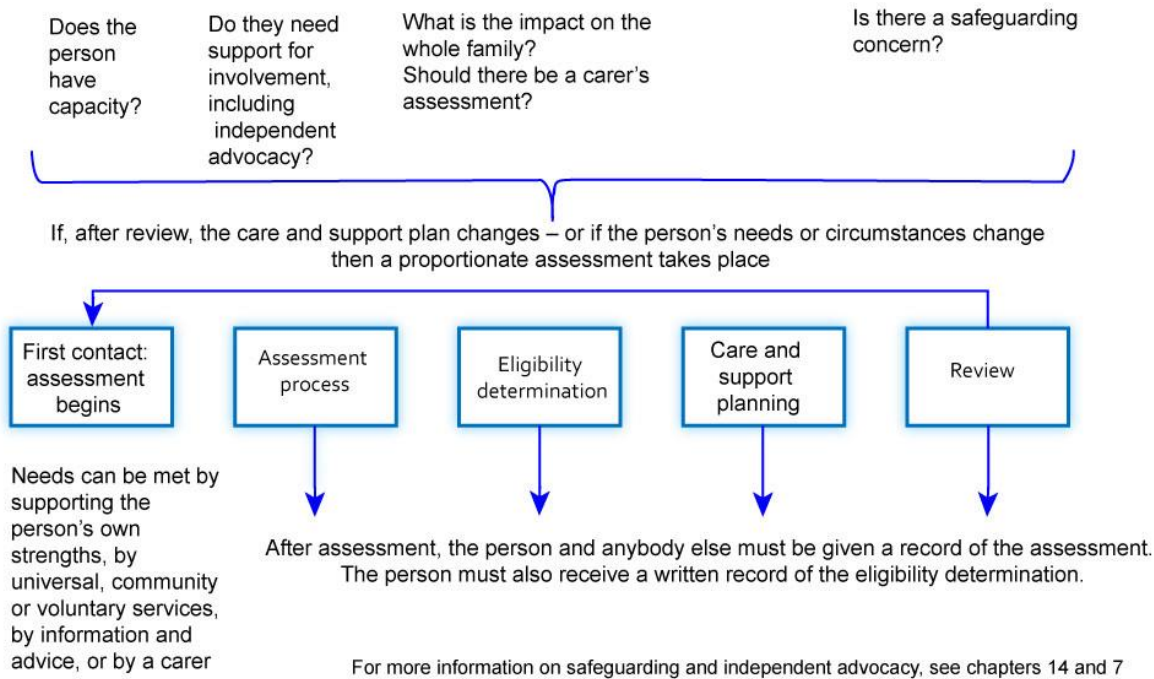 Does the
person
have
capacity?
Do they need
support for
involvement,
including
independent
advocacy?
What is the impact on the
whole family?
Should there be a carer's
assessment?
Is there a safeguarding
concern?
If, after review, the care and support plan changes – or if the person's needs or circumstances change
then a proportionate assessment takes place
First contact:
assessment
begins
Assessment
process
Eligibility
determination
Care and
support
planning
Review
Needs can be met by
supporting the
person's own
strengths, by
universal, community
or voluntary services,
by information and
advice, or by a carer
After assessment, the person and anybody else must be given a record of the assessment.
The person must also receive a written record of the eligibility determination.
For more information on safeguarding and independent advocacy, see chapters 14 and 7